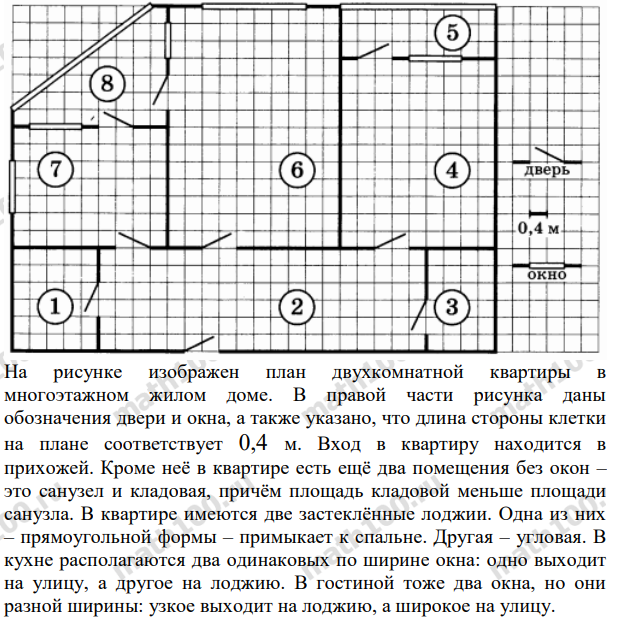 5
8
7
6
4
дверь
0,4 м
окно
1
2
3
На рисунке изображен план двухкомнатной квартиры в
многоэтажном жилом доме. В правой части рисунка даны
обозначения двери и окна, а также указано, что длина стороны клетки
на плане соответствует 0,4 м. Вход в квартиру находится в
прихожей. Кроме неё в квартире есть ещё два помещения без окон –
это санузел и кладовая, причём площадь кладовой меньше площади
санузла. В квартире имеются две застеклённые лоджии. Одна из них
– прямоугольной формы – примыкает к спальне. Другая – угловая. В
кухне располагаются два одинаковых по ширине окна: одно выходит
на улицу, а другое на лоджию. В гостиной тоже два окна, но они
разной ширины: узкое выходит на лоджию, а широкое на улицу.
math100.ru